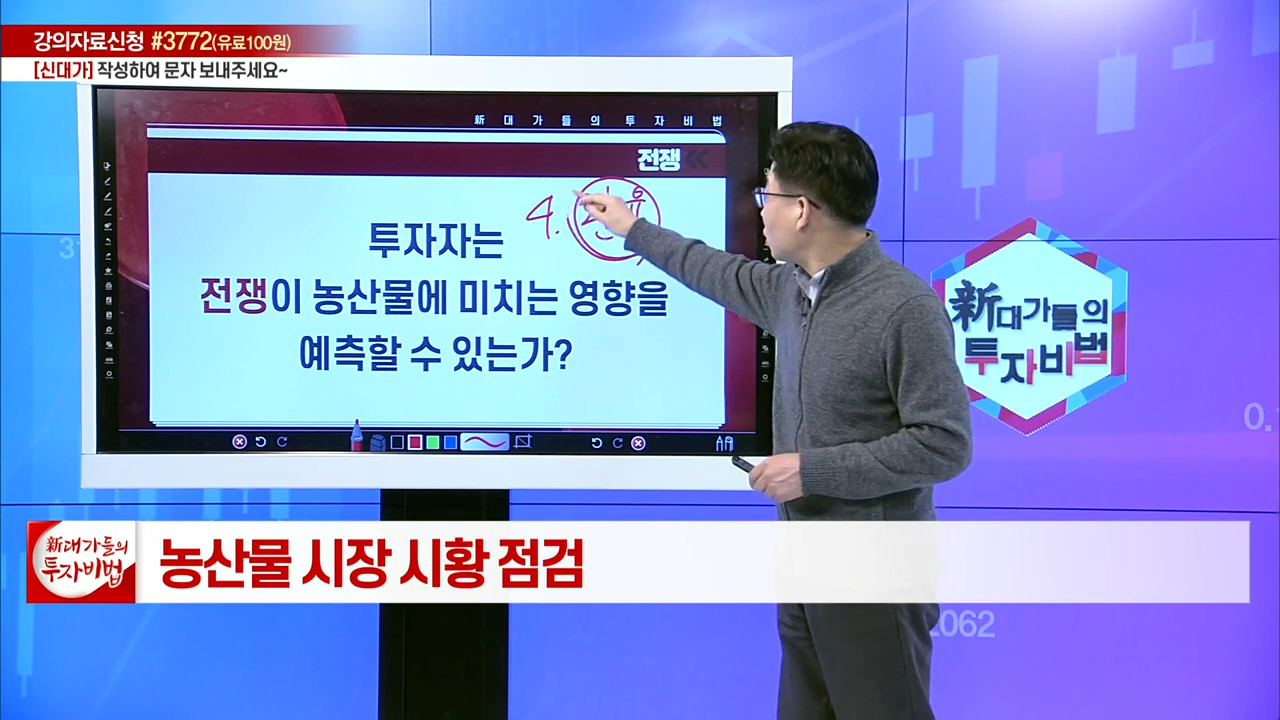 강의자료신청 #3772(유료100원)
[신대가] 작성하여 문자 보내주세요~
新대가들의 투자비법
전쟁
4.
투자자는
전쟁이 농산물에 미치는 영향을
예측할 수 있는가?
新대가들의
투자비법
新대가들의
투자비법
농산물 시장 시황 점검
2062
0.